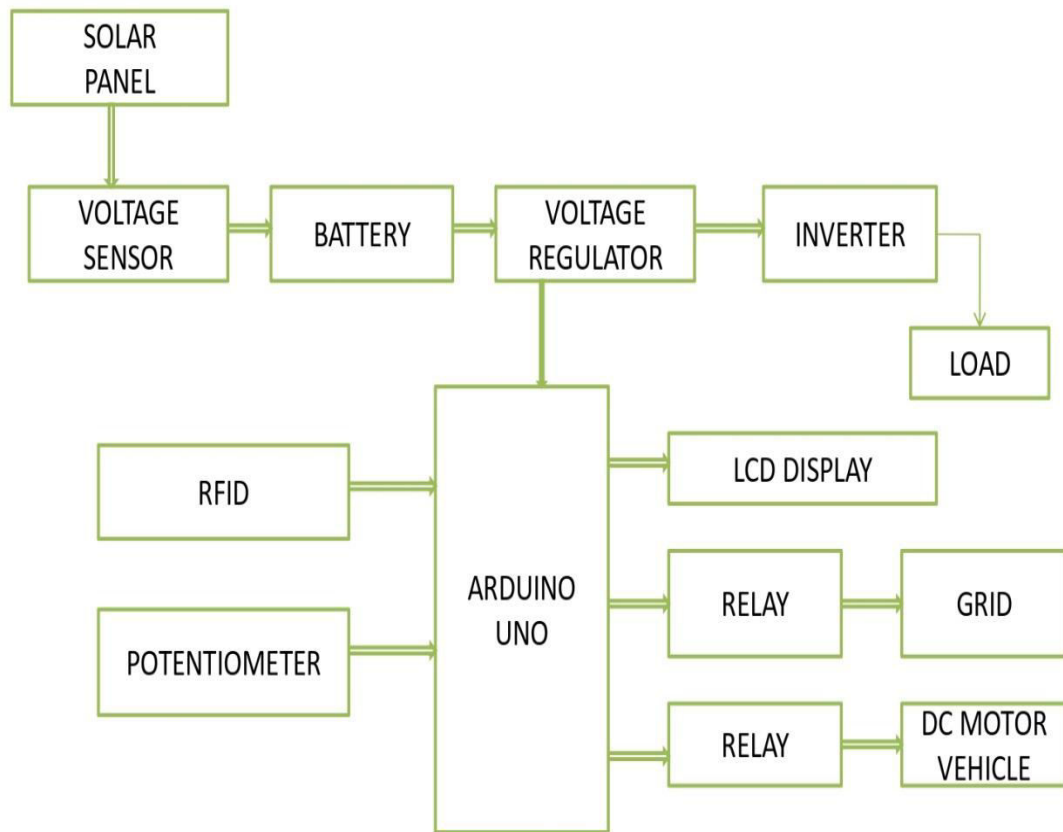 SOLAR
PANEL
VOLTAGE
SENSOR
BATTERY
VOLTAGE
REGULATOR
INVERTER
LOAD
RFID
POTENTIOMETER
ARDUINO
UNO
LCD DISPLAY
RELAY
GRID
RELAY
DC MOTOR
VEHICLE